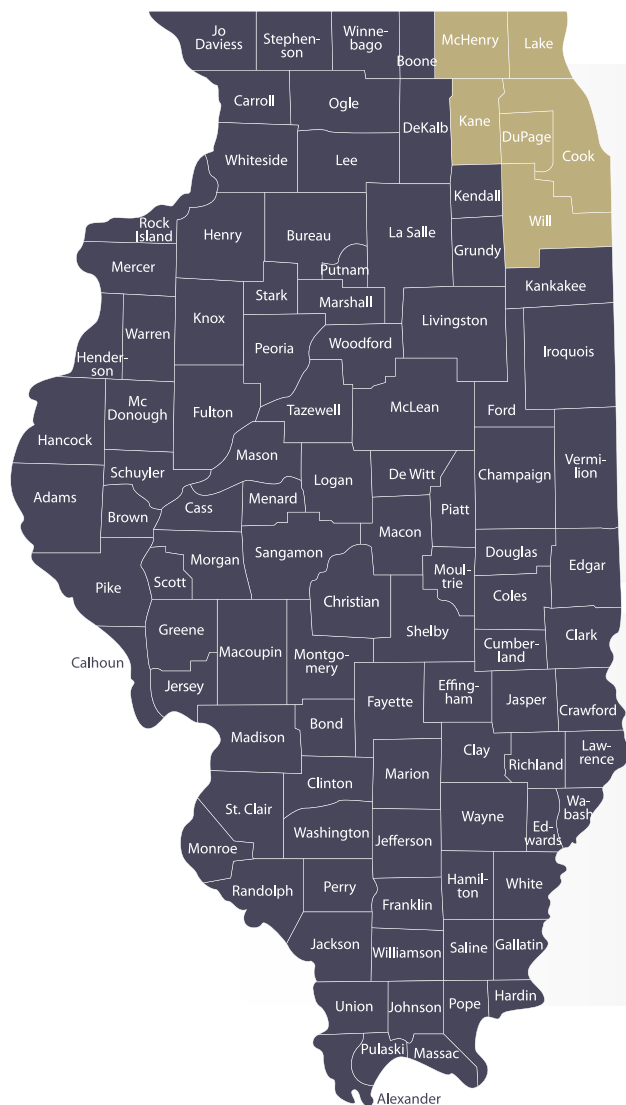 Jo
Daviess
Stephen-
son
Winne-
bago
Boone
McHenry
Lake
Carroll
Ogle
DeKalb
Kane
DuPage
Cook
Whiteside
Lee
Kendall
Will
Rock
Island
Henry
Bureau
La Salle
Grundy
Mercer
Putnam
Kankakee
Stark
Marshall
Knox
Livingston
Warren
Woodford
Peoria
Iroquois
Hender-
son
Mc
Donough
Fulton
Tazewell
McLean
Ford
Hancock
Mason
Vermi-
lion
Schuyler
Logan
De Witt
Champaign
Adams
Menard
Cass
Piatt
Brown
Macon
Sangamon
Morgan
Douglas
Edgar
Scott
Moul-
trie
Pike
Christian
Coles
Greene
Shelby
Clark
Macoupin
Cumber-
land
Calhoun
Montgo-
mery
Jersey
Effing-
ham
Fayette
Jasper
Crawford
Bond
Madison
Clay
Law-
rence
Richland
Marion
Clinton
St. Clair
Wa-
bash
Wayne
Ed-
wards
Washington
Jefferson
Monroe
Hamil-
ton
White
Randolph
Perry
Franklin
Jackson
Williamson
Saline
Gallatin
Union
Johnson
Pope
Hardin
Pulaski
Massac
Alexander